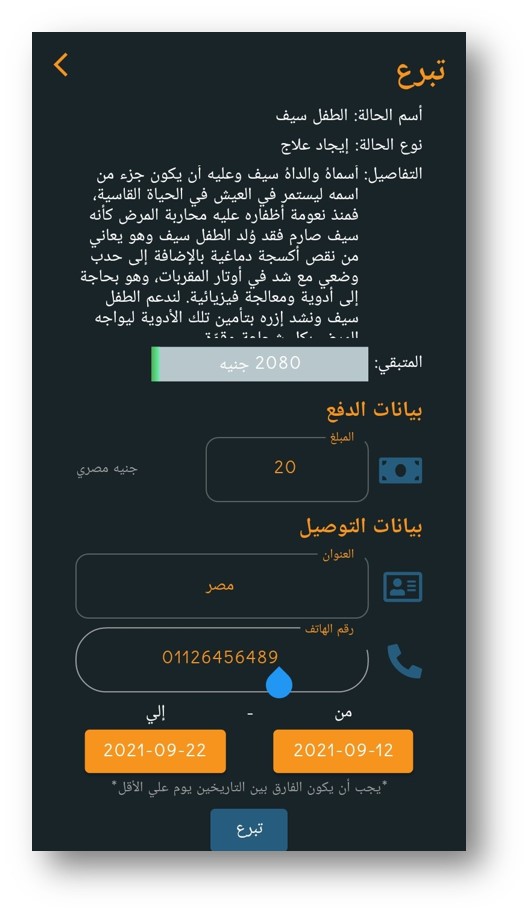 تبرع
أسم الحالة: الطفل سيف
نوع الحالة: إيجاد علاج
التفاصيل: أسماهُ والداهُ سيف وعليه أن يكون جزء من
اسمه ليستمر في العيش في الحياة القاسية،
فمنذ نعومة أظفاره عليه محاربة المرض كأنه
سيف صارم فقد وُلد الطفل سيف وهو يعاني
من نقص أكسجة دماغية بالإضافة إلى حدب
وضعي مع شد في أوتار المقربات، وهو بحاجة
إلى أدوية ومعالجة فيزيائية. لندعم الطفل
سيف ونشد إزره بتأمين تلك الأدوية ليواجه
المتبقي: 2080 جنيه
بيانات الدفع
المبلغ
20
جنيه مصري
بيانات التوصيل
العنوان
مصر
رقم الهاتف
01126456489
من - إلي
2021-09-12 2021-09-22
*يجب أن يكون الفارق بين التاريخين يوم علي الأقل*
تبرع